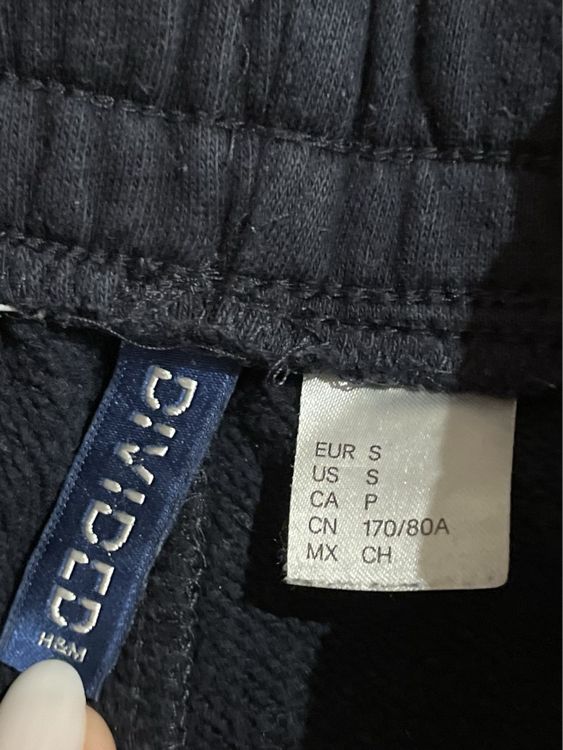 DIVIDED
H&M
EUR S
US S
CA P
CN 170/80A
MX CH